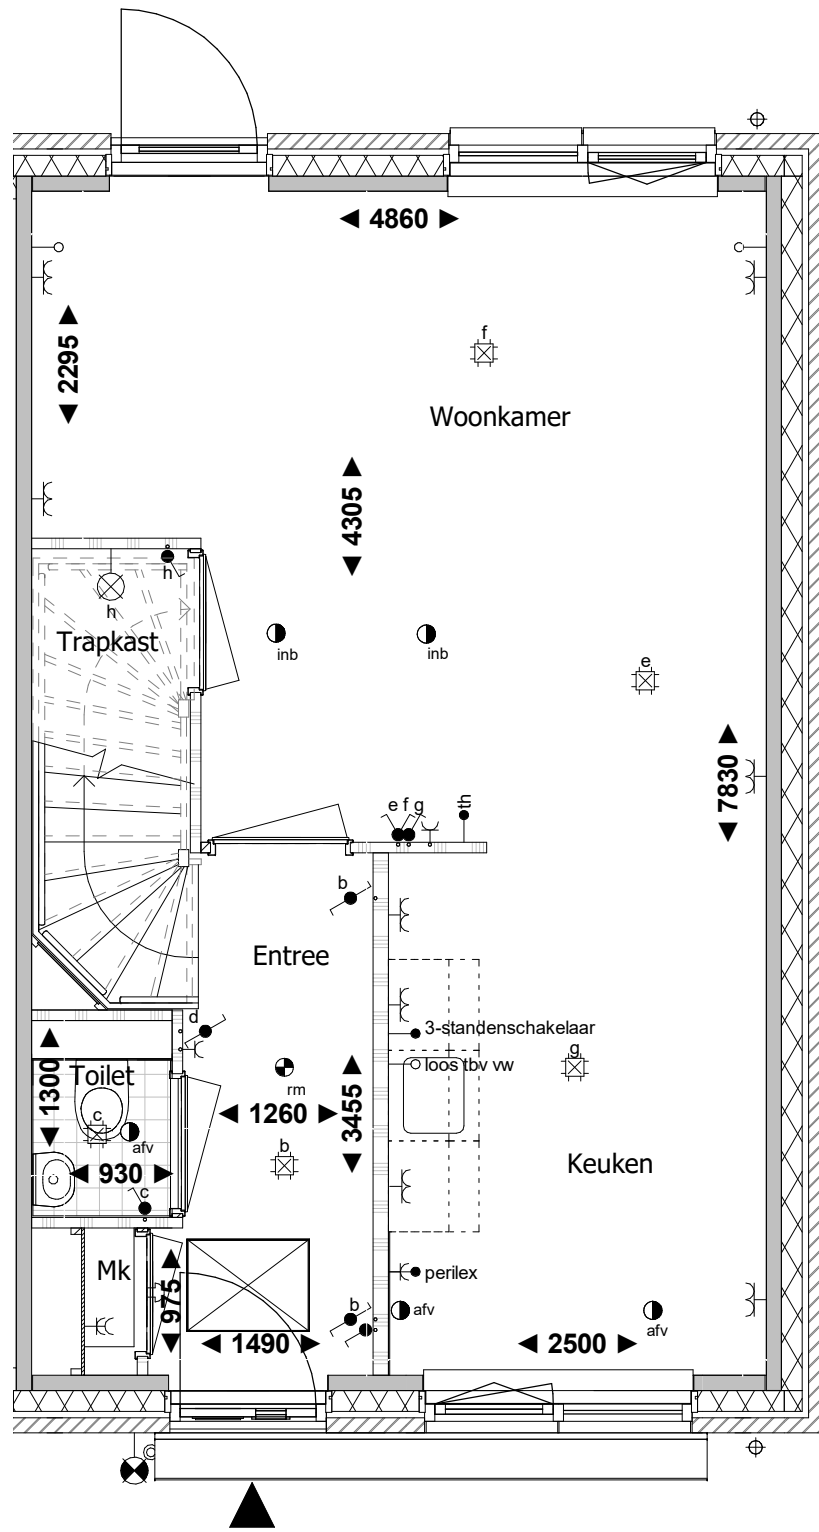 4860
2295
f
Woonkamer
4305
h
h
Trapkast
inb
inb
e
7830
e f g
th
b
Entree
d
3-standenschakelaar
g
loos tbv vw
1300
Toilet
rm
3455
1260
c
afv
b
930
Keuken
c
Mk
975
perilex
b
afv
afv
1490
2500